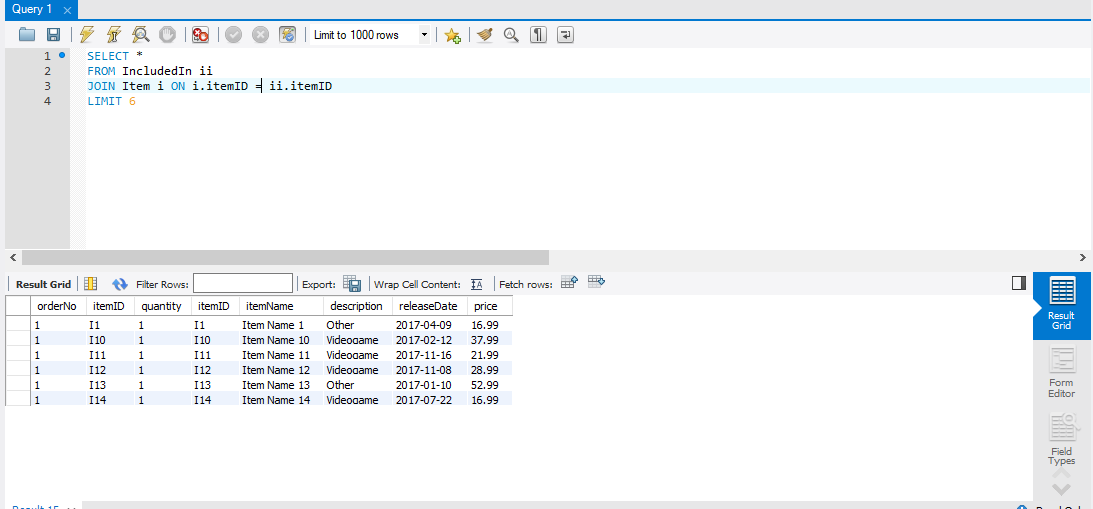 Query 1
Limit to 1000 rows
1 SELECT *
2 FROM IncludedIn ii
3 JOIN Item i ON i.itemID = ii.itemID
4 LIMIT 6
Result Grid Filter Rows: Export: Wrap Cell Content: Fetch rows:
orderNo itemID quantity itemID itemName description releaseDate price
1 I1 1 I1 Item Name 1 Other 2017-04-09 16.99
1 I10 1 I10 Item Name 10 Videogame 2017-02-12 37.99
1 I11 1 I11 Item Name 11 Videogame 2017-11-16 21.99
1 I12 1 I12 Item Name 12 Videogame 2017-11-08 28.99
1 I13 1 I13 Item Name 13 Other 2017-01-10 52.99
1 I14 1 I14 Item Name 14 Videogame 2017-07-22 16.99
Result
Grid
Form
Editor
Field
Types